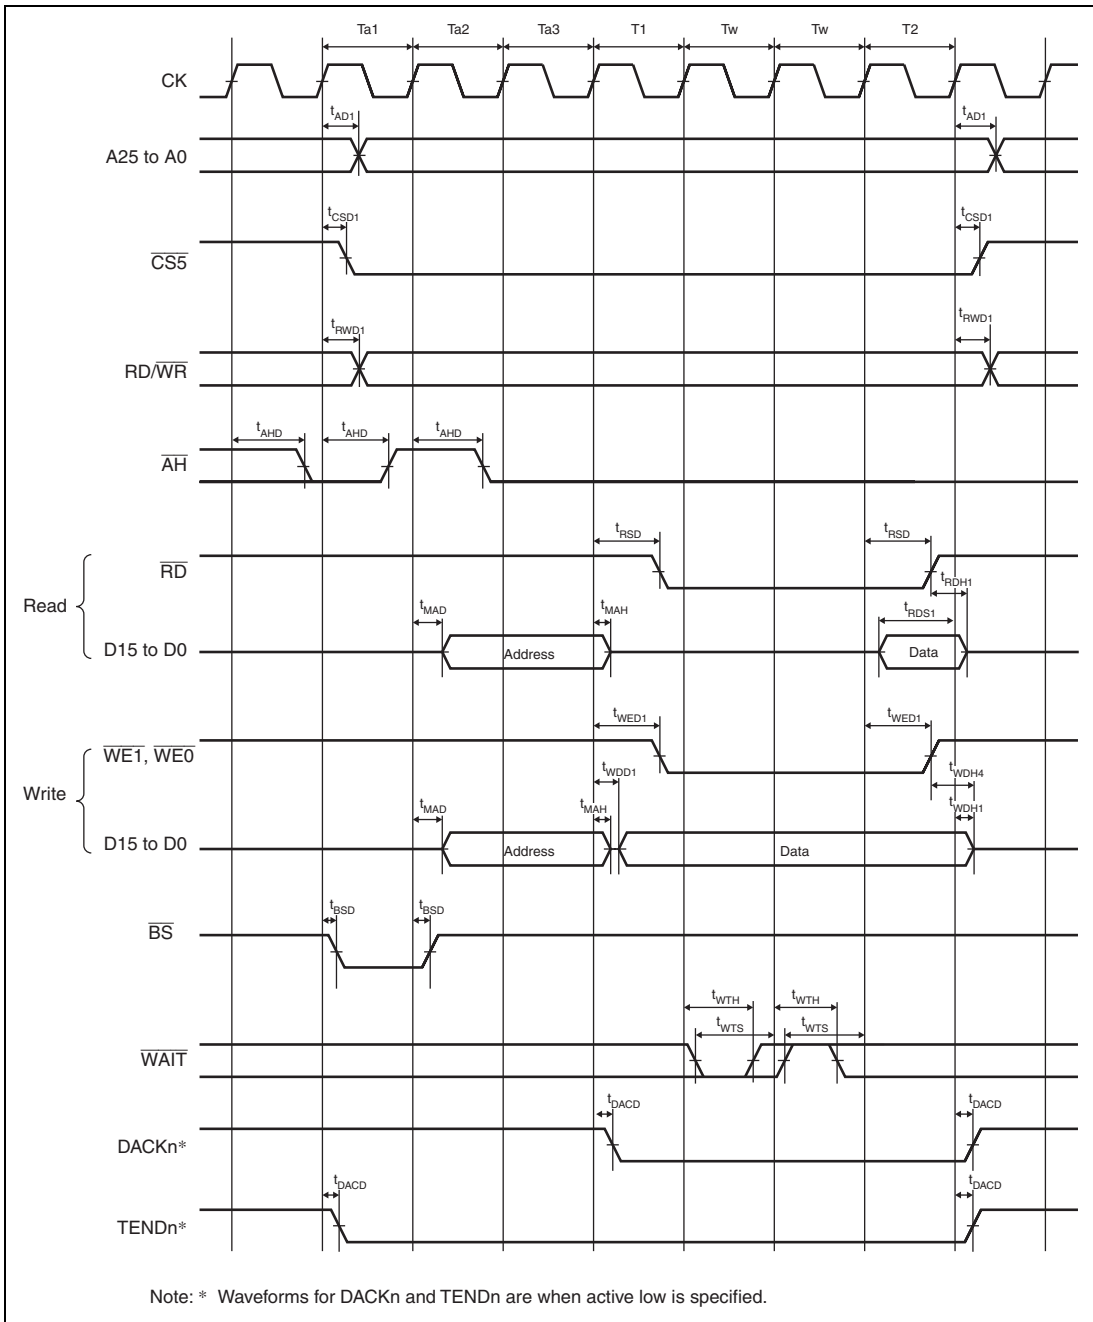 Ta1 Ta2 Ta3 T1 Tw Tw T2
CK
tAD1 tAD1
A25 to A0
tCSD1 tCSD1
CS5
tRWD1 tRWD1
RD/WR
tAHD tAHD tAHD
AH
tRSD tRSD
RD
tRDH1
Read
tMAD tMAH tRDS1
D15 to D0 Address Data
tWED1 tWED1
WE1, WE0
tWDD1 tWDH4
Write
tMAD tMAH tWDH1
D15 to D0 Address Data
tBSD tBSD
BS
tWTH tWTH
tWTS tWTS
WAIT
tDACD tDACD
DACKn*
tDACD tDACD
TENDn*
Note: * Waveforms for DACKn and TENDn are when active low is specified.